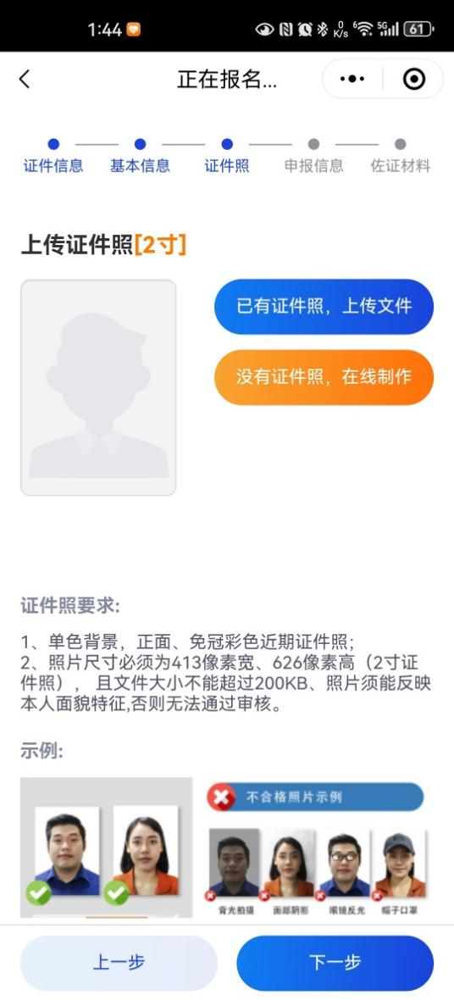 1:44
0
K/s
6
5G
61
正在报名...
证件信息
基本信息
证件照
申报信息
佐证材料
上传证件照[2寸]
已有证件照，上传文件
没有证件照，在线制作
证件照要求:
1、单色背景，正面、免冠彩色近期证件照；
2、照片尺寸必须为413像素宽、626像素高（2寸证
件照）， 且文件大小不能超过200KB、照片须能反映
本人面貌特征,否则无法通过审核。
示例:
不合格照片示例
背光拍摄
面部阴影
眼镜反光
帽子口罩
上一步
下一步